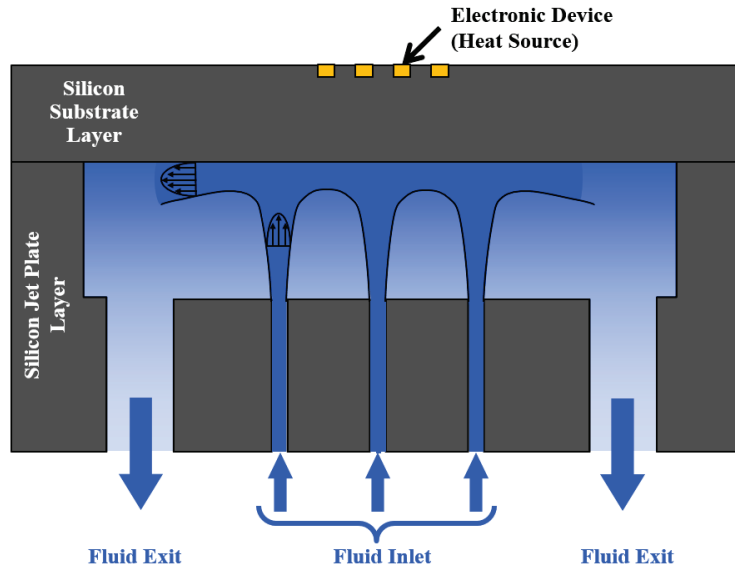 Electronic Device
(Heat Source)
Silicon
Substrate
Layer
Silicon Jet Plate
Layer
Fluid Exit
Fluid Inlet
Fluid Exit